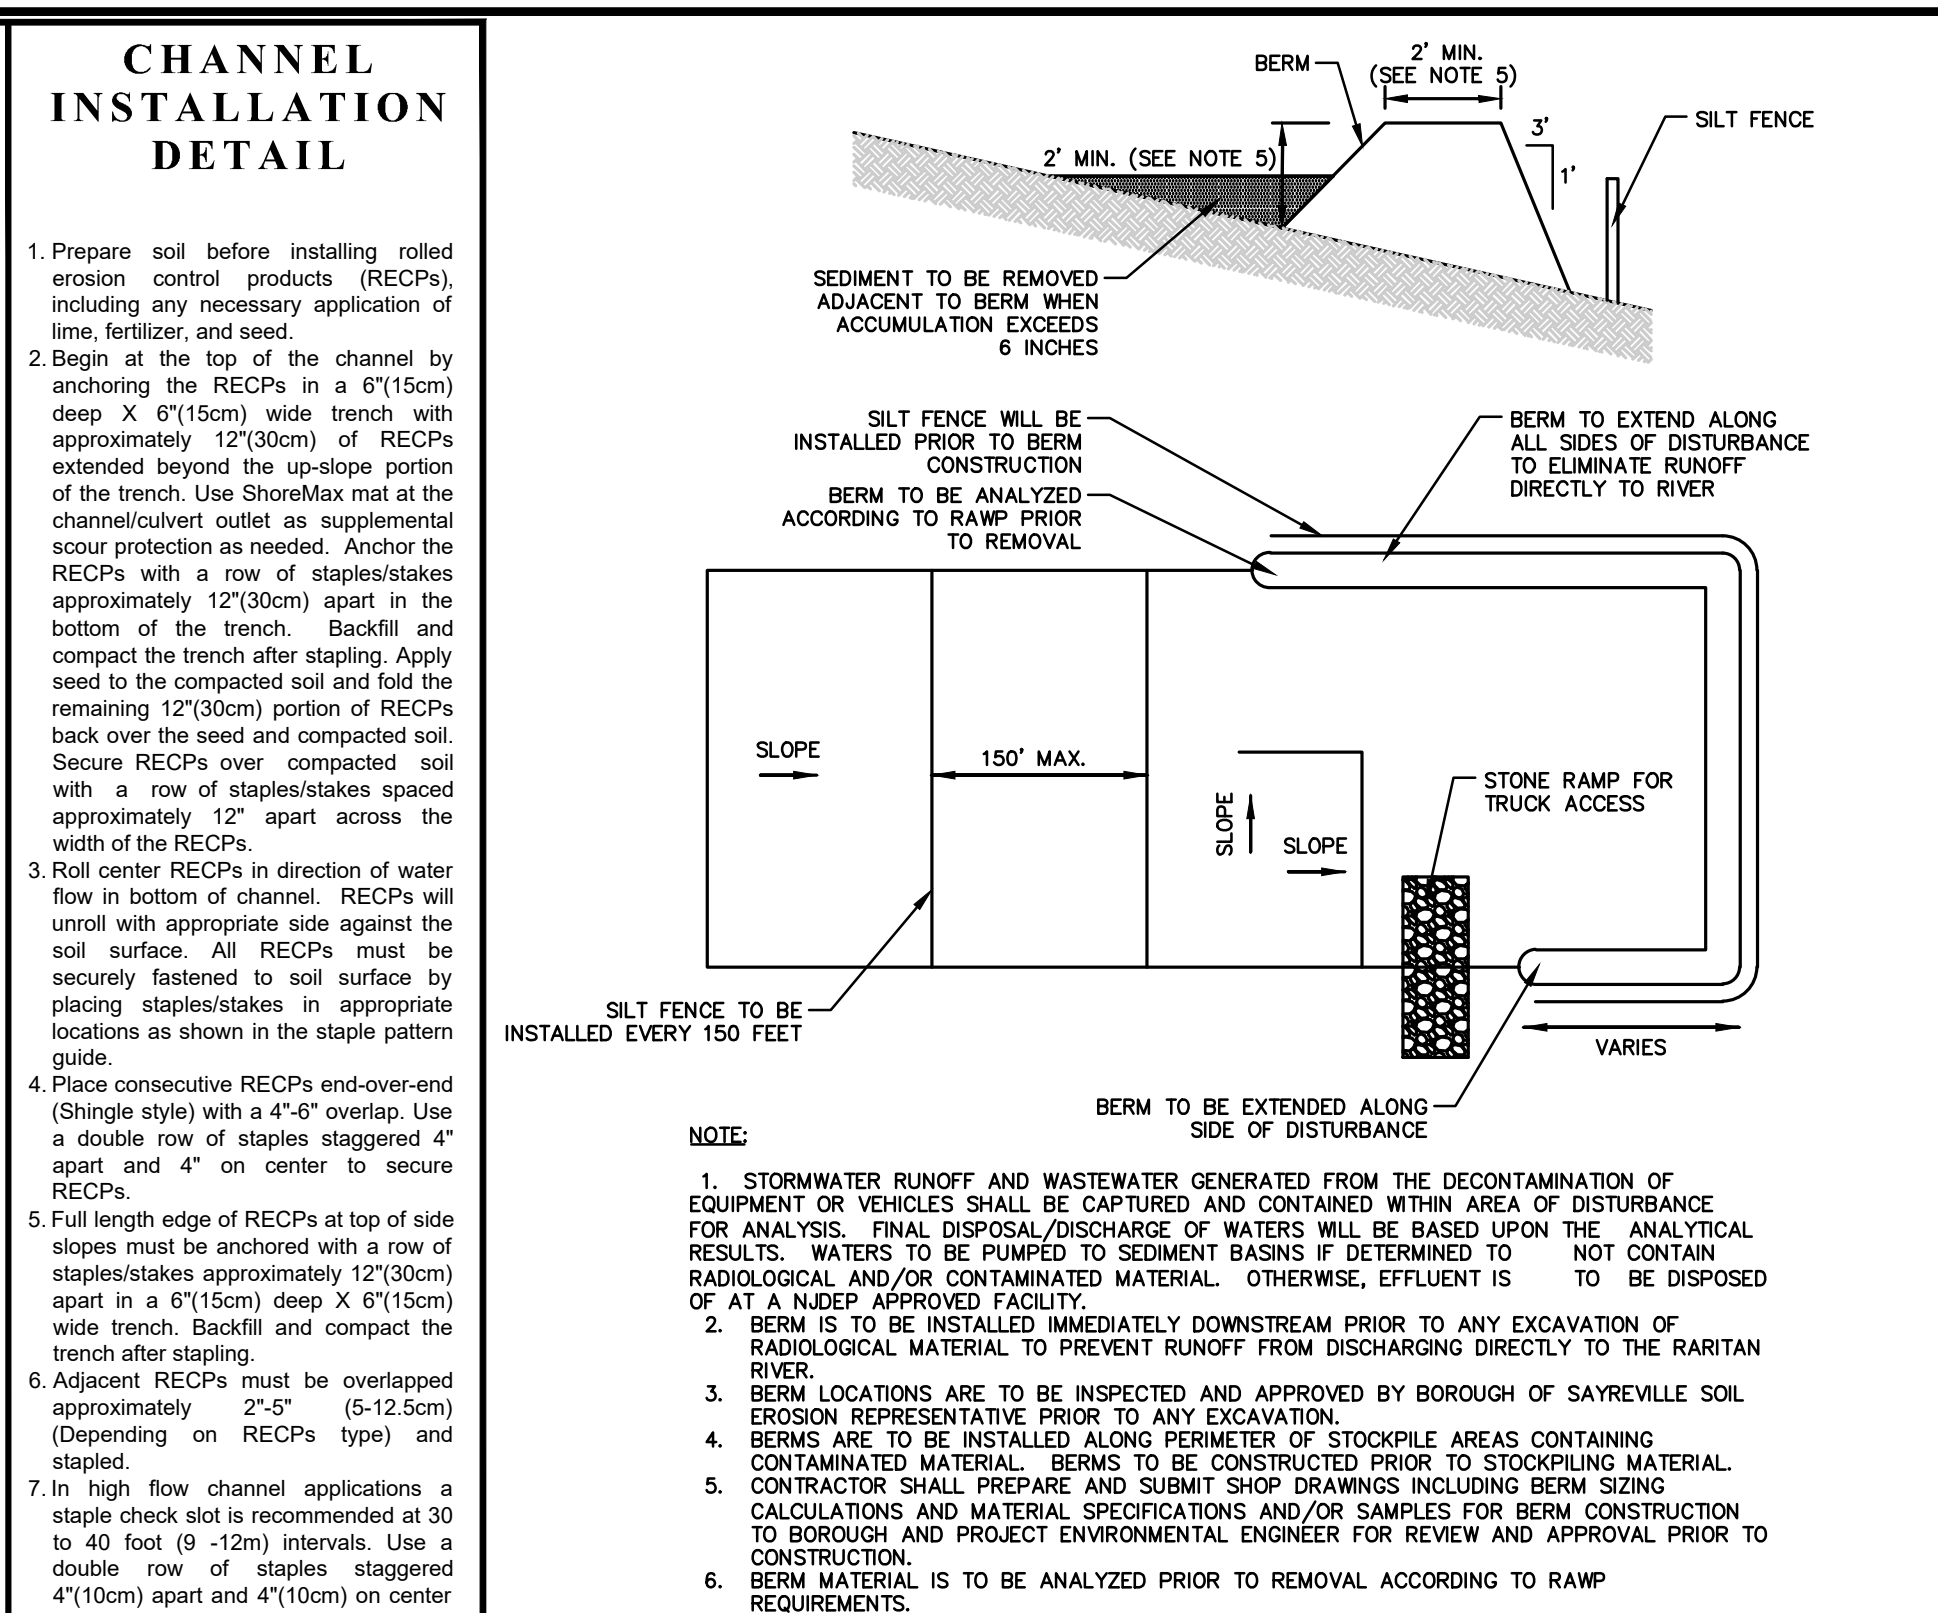 CHANNEL
INSTALLATION
DETAIL
1. Prepare soil before installing rolled
erosion control products (RECPs),
including any necessary application of
lime, fertilizer, and seed.
2. Begin at the top of the channel by
anchoring the RECPs in a 6"(15cm)
deep X 6"(15cm) wide trench with
approximately 12"(30cm) of RECPs
extended beyond the up-slope portion
of the trench. Use ShoreMax mat at the
channel/culvert outlet as supplemental
scour protection as needed. Anchor the
RECPs with a row of staples/stakes
approximately 12"(30cm) apart in the
bottom of the trench. Backfill and
compact the trench after stapling. Apply
seed to the compacted soil and fold the
remaining 12"(30cm) portion of RECPs
back over the seed and compacted soil.
Secure RECPs over compacted soil
with a row of staples/stakes spaced
approximately 12" apart across the
width of the RECPs.
3. Roll center RECPs in direction of water
flow in bottom of channel. RECPs will
unroll with appropriate side against the
soil surface. All RECPs must be
securely fastened to soil surface by
placing staples/stakes in appropriate
locations as shown in the staple pattern
guide.
4. Place consecutive RECPs end-over-end
(Shingle style) with a 4"-6" overlap. Use
a double row of staples staggered 4"
apart and 4" on center to secure
RECPs.
5. Full length edge of RECPs at top of side
slopes must be anchored with a row of
staples/stakes approximately 12"(30cm)
apart in a 6"(15cm) deep X 6"(15cm)
wide trench. Backfill and compact the
trench after stapling.
6. Adjacent RECPs must be overlapped
approximately 2"-5" (5-12.5cm)
(Depending on RECPs type) and
stapled.
7. In high flow channel applications a
staple check slot is recommended at 30
to 40 foot (9 -12m) intervals. Use a
double row of staples staggered
4"(10cm) apart and 4"(10cm) on center
BERM
2' MIN.
(SEE NOTE 5)
3'
1'
SILT FENCE
2' MIN. (SEE NOTE 5)
SEDIMENT TO BE REMOVED
ADJACENT TO BERM WHEN
ACCUMULATION EXCEEDS
6 INCHES
SILT FENCE WILL BE
INSTALLED PRIOR TO BERM
CONSTRUCTION
BERM TO BE ANALYZED
ACCORDING TO RAWP PRIOR
TO REMOVAL
BERM TO EXTEND ALONG
ALL SIDES OF DISTURBANCE
TO ELIMINATE RUNOFF
DIRECTLY TO RIVER
SLOPE
150' MAX.
SLOPE
SLOPE
STONE RAMP FOR
TRUCK ACCESS
SILT FENCE TO BE
INSTALLED EVERY 150 FEET
VARIES
BERM TO BE EXTENDED ALONG
SIDE OF DISTURBANCE
NOTE:
1. STORMWATER RUNOFF AND WASTEWATER GENERATED FROM THE DECONTAMINATION OF
EQUIPMENT OR VEHICLES SHALL BE CAPTURED AND CONTAINED WITHIN AREA OF DISTURBANCE
FOR ANALYSIS. FINAL DISPOSAL/DISCHARGE OF WATERS WILL BE BASED UPON THE ANALYTICAL
RESULTS. WATERS TO BE PUMPED TO SEDIMENT BASINS IF DETERMINED TO NOT CONTAIN
RADIOLOGICAL AND/OR CONTAMINATED MATERIAL. OTHERWISE, EFFLUENT IS TO BE DISPOSED
OF AT A NJDEP APPROVED FACILITY.
2. BERM IS TO BE INSTALLED IMMEDIATELY DOWNSTREAM PRIOR TO ANY EXCAVATION OF
RADIOLOGICAL MATERIAL TO PREVENT RUNOFF FROM DISCHARGING DIRECTLY TO THE RARITAN
RIVER.
3. BERM LOCATIONS ARE TO BE INSPECTED AND APPROVED BY BOROUGH OF SAYREVILLE SOIL
EROSION REPRESENTATIVE PRIOR TO ANY EXCAVATION.
4. BERMS ARE TO BE INSTALLED ALONG PERIMETER OF STOCKPILE AREAS CONTAINING
CONTAMINATED MATERIAL. BERMS TO BE CONSTRUCTED PRIOR TO STOCKPILING MATERIAL.
5. CONTRACTOR SHALL PREPARE AND SUBMIT SHOP DRAWINGS INCLUDING BERM SIZING
CALCULATIONS AND MATERIAL SPECIFICATIONS AND/OR SAMPLES FOR BERM CONSTRUCTION
TO BOROUGH AND PROJECT ENVIRONMENTAL ENGINEER FOR REVIEW AND APPROVAL PRIOR TO
CONSTRUCTION.
6. BERM MATERIAL IS TO BE ANALYZED PRIOR TO REMOVAL ACCORDING TO RAWP
REQUIREMENTS.